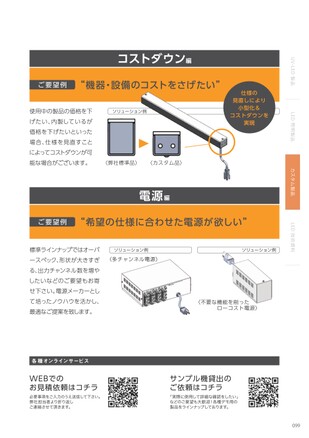 コストダウン編
ご要望例
“機器・設備のコストをさげたい”
使用中の製品の価格を下
げたい、内製しているが
価格を下げたいといった
場合、仕様を見直すこと
によってコストダウンが可
能な場合がございます。
ソリューション例
（弊社標準品）
（カスタム品）
仕様の
見直しにより
小型化＆
コストダウンを
実現
電源編
ご要望例
“希望の仕様に合わせた電源が欲しい”
標準ラインナップではオーバ
ースペック、形状が大きすぎ
る、出力チャンネル数を増や
したいなどのご要望もお寄
せ下さい。電源メーカーとし
て培ったノウハウを活かし、
最適なご提案を致します。
ソリューション例
（多チャンネル電源）
ソリューション例
（不要な機能を削った
ローコスト電源）
各種オンラインサービス
WEBでの
お見積依頼はコチラ
必要事項をご入力のうえ送信して下さい。
弊社担当者より折り返し
ご連絡させて頂きます。
サンプル機貸出の
ご依頼はコチラ
“実際に使用して詳細な確認をしたい”
などのご要望も大歓迎！各種デモ用の
製品をラインナップしております。
カスタム製品